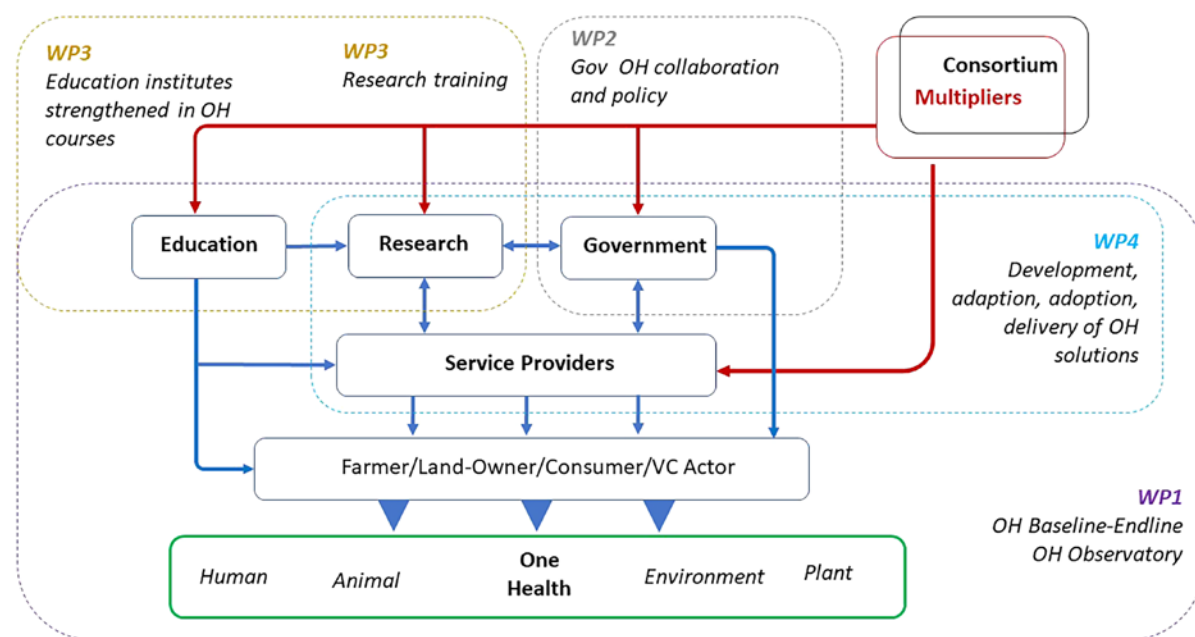 WP3
Education institutes
strengthened in OH
courses
WP3
Research training
WP2
Gov OH collaboration
and policy
Consortium
Multipliers
Education
Research
Government
WP4
Development,
adaption, adoption,
delivery of OH
solutions
Service Providers
Farmer/Land-Owner/Consumer/VC Actor
WP1
OH Baseline-Endline
OH Observatory
Human
Animal
One
Health
Environment
Plant